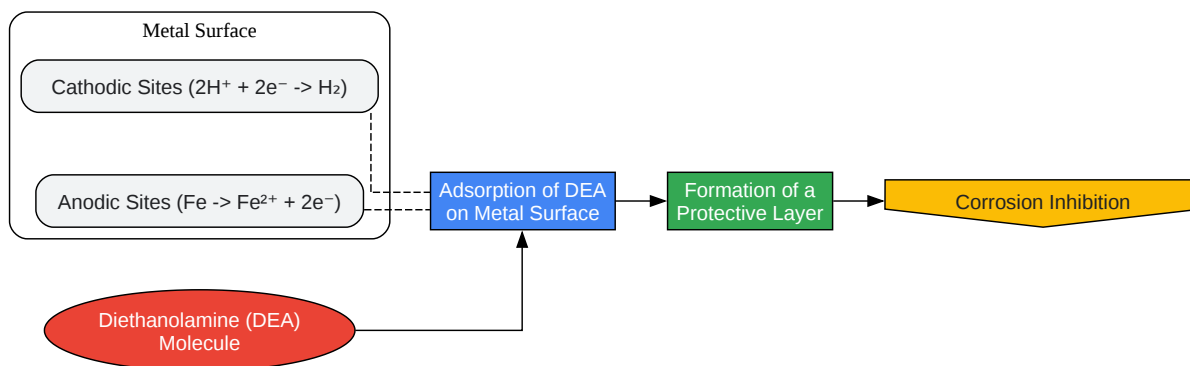 Metal Surface
Cathodic Sites (2H⁺ + 2e⁻ -> H₂)
Anodic Sites (Fe -> Fe²⁺ + 2e⁻)
Adsorption of DEA
on Metal Surface
Formation of a
Protective Layer
Corrosion Inhibition
Diethanolamine (DEA)
Molecule